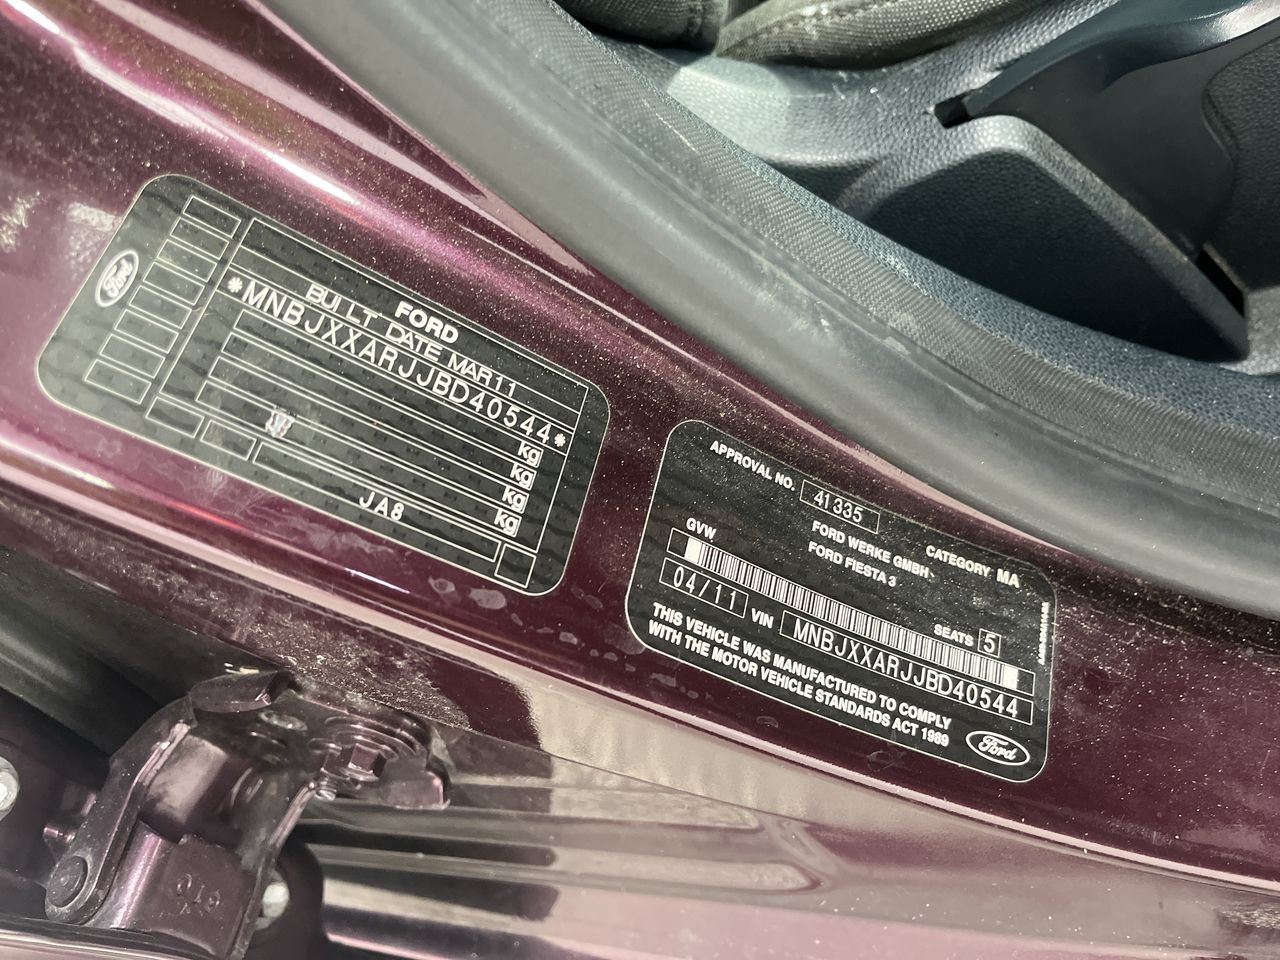 Ford
FORD
BUILT DATE MAR11
*MNBJXXARJJBD40544*
kg
kg
kg
kg
JA8
APPROVAL NO. 41335
CATEGORY MA
FORD WERKE GMBH
FORD FIESTA 3
GVW
SEATS 5
04/11 VIN MNBJXXARJJBD40544
THIS VEHICLE WAS MANUFACTURED TO COMPLY
WITH THE MOTOR VEHICLE STANDARDS ACT 1989
Ford